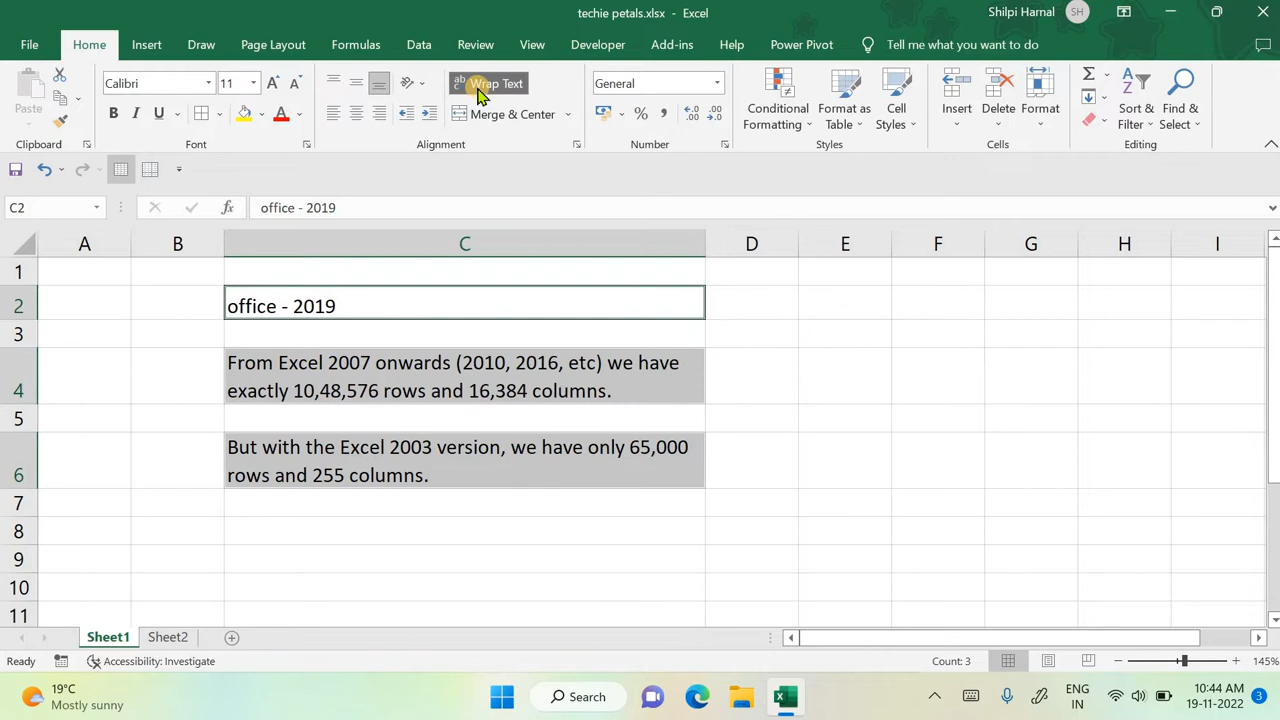 techie petals.xlsx - Excel
Shilpi Harnal SH
File Home Insert Draw Page Layout Formulas Data Review View Developer Add-ins Help Power Pivot Tell me what you want to do
Paste
Calibri 11
B I U A
ab c Wrap Text
Merge & Center
General
% ,
Conditional Formatting
Format as Table
Cell Styles
Insert
Delete
Format
Sort & Filter
Find & Select
Clipboard Font Alignment Number Styles Cells Editing
C2 fx office - 2019
A B C D E F G H I
1
2 office - 2019
3
4 From Excel 2007 onwards (2010, 2016, etc) we have
exactly 10,48,576 rows and 16,384 columns.
5
6 But with the Excel 2003 version, we have only 65,000
rows and 255 columns.
7
8
9
10
11
Sheet1 Sheet2
Ready Accessibility: Investigate Count: 3 145%
19°C
Mostly sunny
Search
ENG
IN
10:44 AM
19-11-2022
3